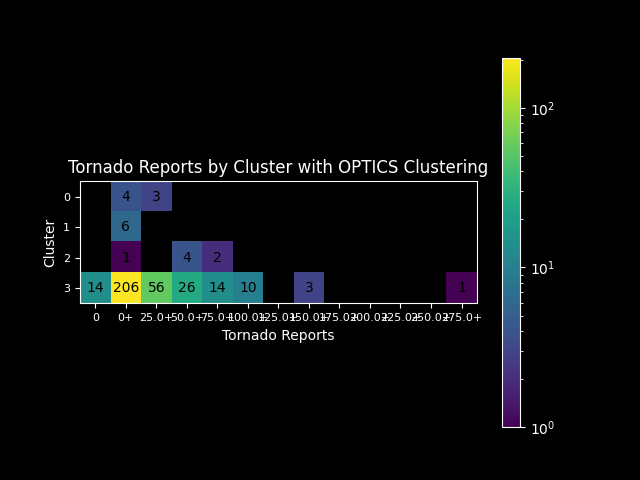 Tornado Reports by Cluster with OPTICS Clustering
10²
0 4 3
1 6
Cluster
2 1 4 2
10¹
3 14 206 56 26 14 10 3 1
0 0+ 25.0+ 50.0+ 75.0+ 100.0+ 125.0+ 150.0+ 175.0+ 200.0+ 225.0+ 250.0+ 275.0+
Tornado Reports
10⁰